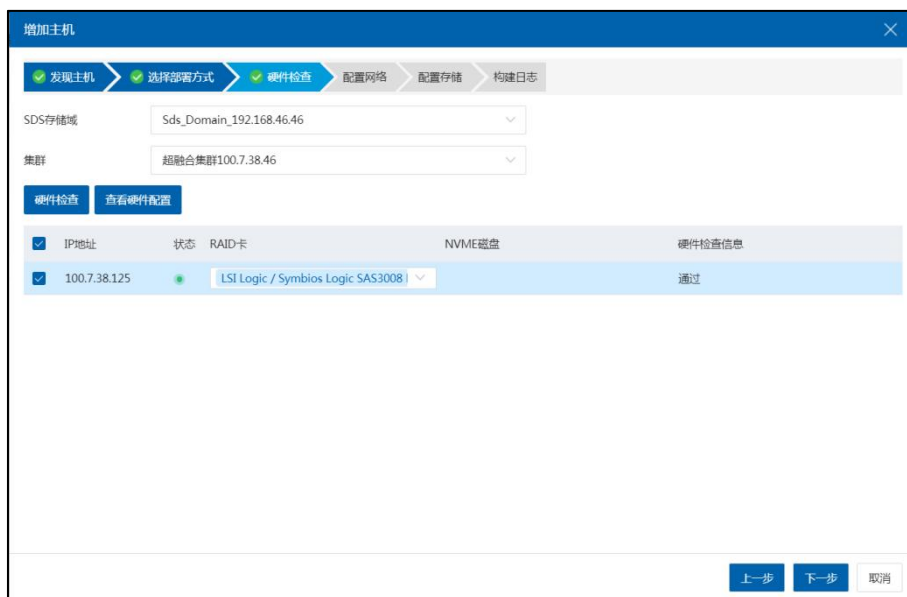 增加主机
发现主机 选择部署方式 硬件检查 配置网络 配置存储 构建日志
SDS存储域 Sds_Domain_192.168.46.46
集群 超融合集群100.7.38.46
硬件检查 查看硬件配置
IP地址 状态 RAID卡 NVME磁盘 硬件检查信息
100.7.38.125 LSI Logic / Symbios Logic SAS3008 通过
上一步 下一步 取消